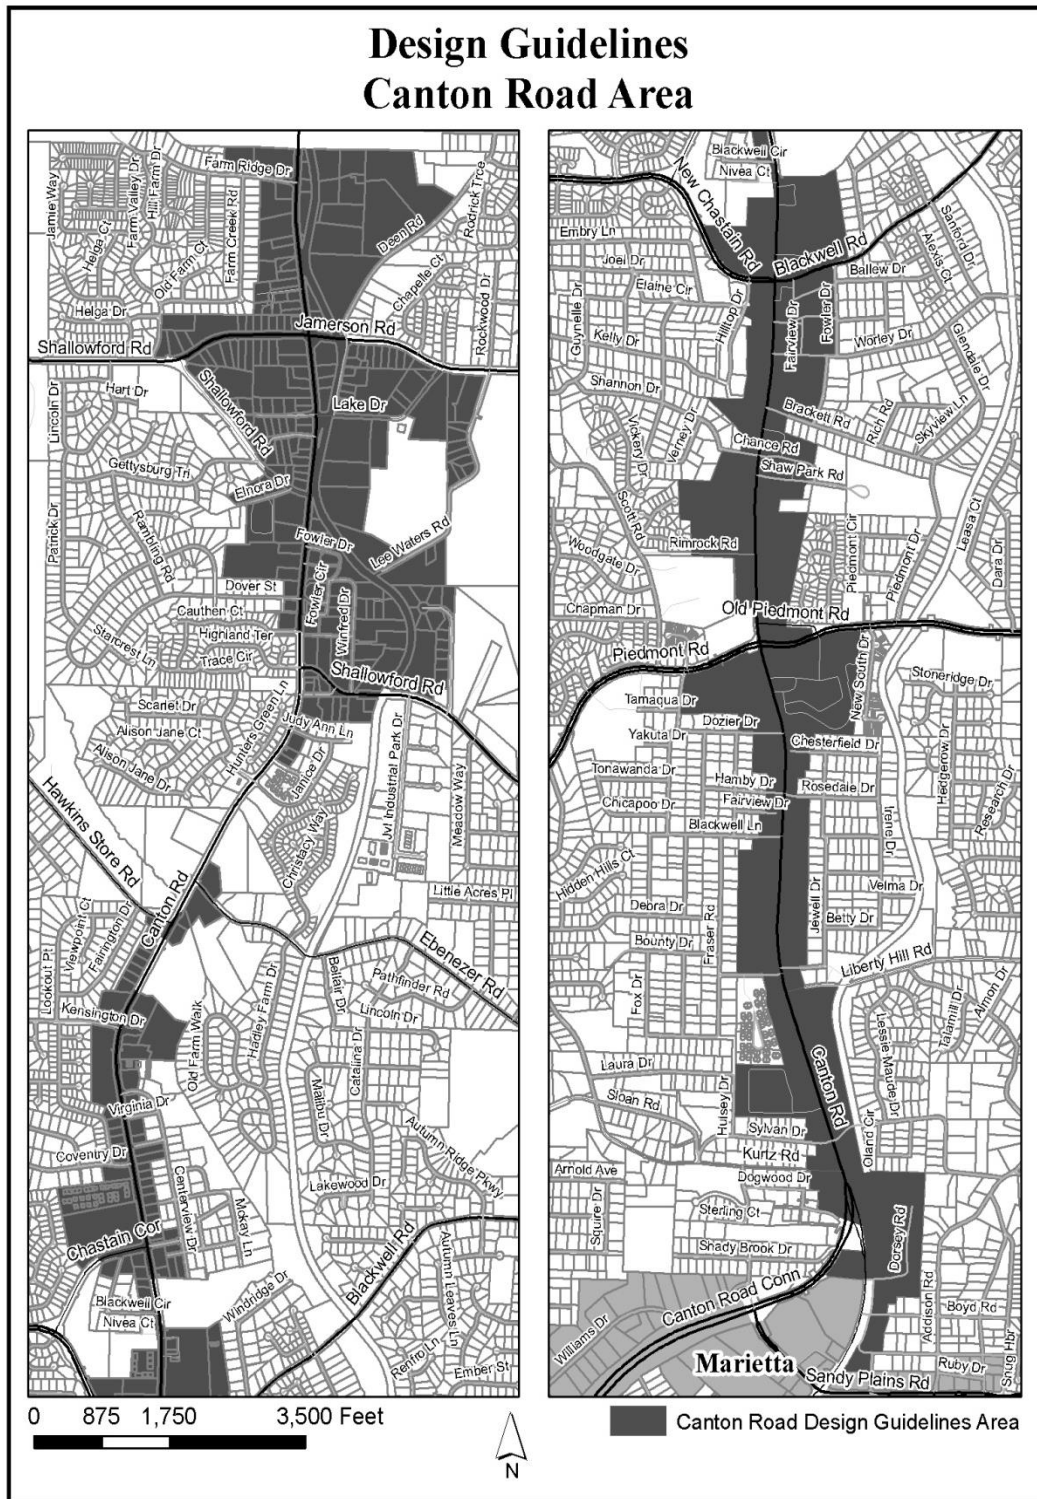 Design Guidelines
Canton Road Area
Farm Ridge Dr
Jamie Way
Farm Valley Dr
Hill Farm Dr
Rodrick Trce
Helga Ct
Old Farm Ct
Farm Creek Rd
Deen Rd
Chapelle Ct
Rockwood Dr
Helga Dr
Jamerson Rd
Shallowford Rd
Hart Dr
Lincoln Dr
Shallowford Rd
Lake Dr
Gettysburg Trl
Elnora Dr
Patrick Dr
Rambling Rd
Fowler Dr
Lee Waters Rd
Dover St
Fowler Cir
Winifred Dr
Cauthen Ct
Highland Ter
Starcrest Ln
Trace Cir
Shallowford Rd
Scarlet Dr
Hunters Green Ln
Judy Ann Ln
Alison Jane Ct
Alison Jane Dr
Janice Dr
Jvl Industrial Park Dr
Meadow Way
Hawkins Store Rd
Christacy Way
Canton Rd
Little Acres Pl
Viewpoint Ct
Fairington Dr
Ebenezer Rd
Lookout Pt
Bellair Dr
Pathfinder Rd
Hadley Farm Dr
Kensington Dr
Old Farm Walk
Lincoln Dr
Catalina Dr
Malibu Dr
Virginia Dr
Autumn Ridge Pkwy
Coventry Dr
Centerview Dr
Mckay Ln
Lakewood Dr
Chastain Cor
Blackwell Rd
Autumn Leaves Ln
Blackwell Cir
Nivea Ct
Windridge Dr
Renfro Ln
Ember St
Blackwell Cir
Nivea Ct
New Chastain Rd
Sanford Dr
Alexis Ct
Embry Ln
Joel Dr
Blackwell Rd
Ballew Dr
Elaine Cir
Guynelle Dr
Hilltop Dr
Fairview Dr
Fowler Dr
Kelly Dr
Worley Dr
Glendale Dr
Shannon Dr
Brackett Rd
Rich Rd
Skyview Ln
Vickery Dr
Verney Dr
Chance Rd
Shaw Park Rd
Scott Rd
Leasa Ct
Woodgate Dr
Rimrock Rd
Piedmont Cir
Piedmont Dr
Dara Dr
Chapman Dr
Old Piedmont Rd
Piedmont Rd
New South Dr
Stoneridge Dr
Tamaqua Dr
Dozier Dr
Yakuta Dr
Chesterfield Dr
Hedgerow Dr
Tonawanda Dr
Hamby Dr
Rosedale Dr
Research Dr
Chicapoo Dr
Fairview Dr
Irene Dr
Blackwell Ln
Hidden Hills Ct
Velma Dr
Debra Dr
Jewell Dr
Betty Dr
Fraser Rd
Bounty Dr
Liberty Hill Rd
Fox Dr
Talamill Dr
Almon Dr
Lessie Maude Dr
Laura Dr
Canton Rd
Sloan Rd
Hulsey Dr
Sylvan Dr
Oland Cir
Kurtz Rd
Arnold Ave
Dogwood Dr
Squire Dr
Sterling Ct
Dorsey Rd
Shady Brook Dr
Canton Road Conn
Addison Rd
Boyd Rd
Williams Dr
Snug Hbr
Marietta
Ruby Dr
Sandy Plains Rd
0 875 1,750 3,500 Feet
N
Canton Road Design Guidelines Area